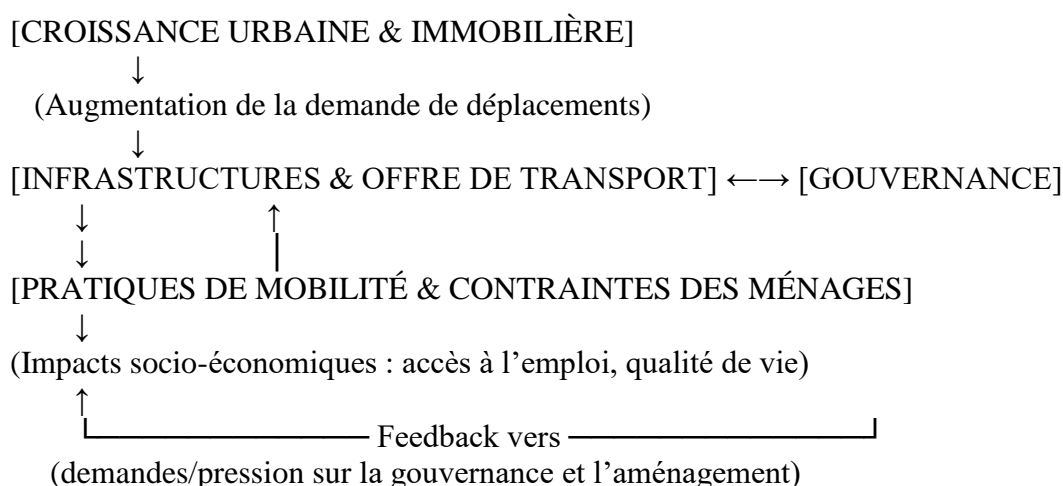 [CROISSANCE URBAINE & IMMOBILIÈRE]
↓
(Augmentation de la demande de déplacements)
↓
[INFRASTRUCTURES & OFFRE DE TRANSPORT] ←→ [GOUVERNANCE]
↓ ↑
↓ │
[PRATIQUES DE MOBILITÉ & CONTRAINTES DES MÉNAGES]
↓
(Impacts socio-économiques : accès à l’emploi, qualité de vie)
↑
└─────────── Feedback vers ────────────┘
(demandes/pression sur la gouvernance et l’aménagement)